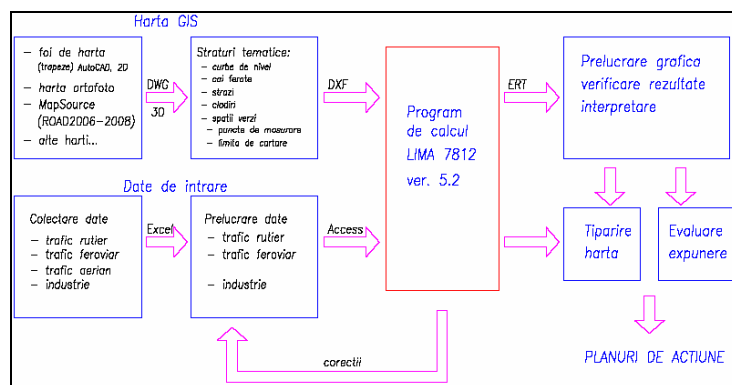 Harta GIS
– foi de harta
(trapeze) AutoCAD, 2D
– harta ortofoto
– MapSource
(ROAD2006–2008)
– alte harti...
DWG
3D
Straturi tematice:
– curbe de nivel
– cai ferate
– strazi
– cladiri
– spatii verzi
– puncte de masurare
– limita de cartare
DXF
Program
de calcul
LIMA 7812
ver. 5.2
ERT
Prelucrare grafica
verificare rezultate
interpretare
Date de intrare
Colectare date
– trafic rutier
– trafic feroviar
– trafic aerian
– industrie
Excel
Prelucrare date
– trafic rutier
– trafic feroviar
– industrie
Access
Tiparire
harta
Evaluare
expunere
corectii
PLANURI DE ACTIUNE